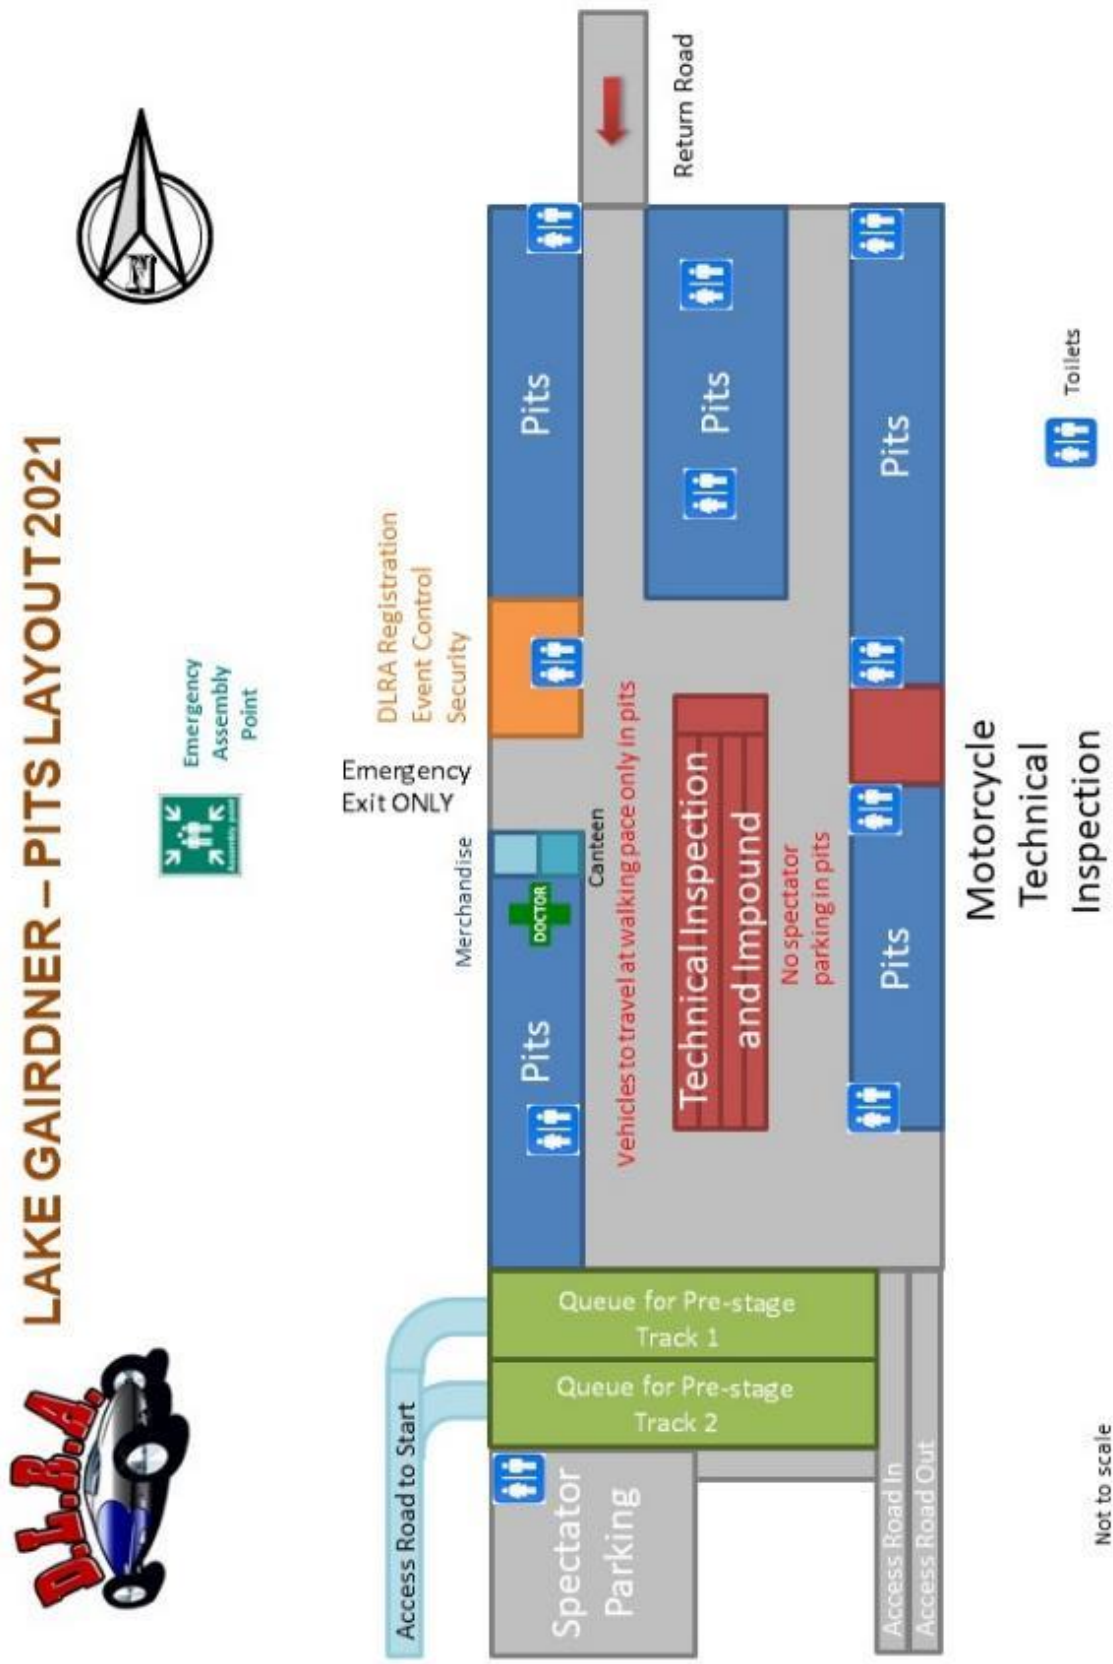 D.L.R.A.
LAKE GAIRDNER – PITS LAYOUT 2021
N
Assembly point
Emergency
Assembly
Point
DLRA Registration
Event Control
Security
Emergency
Exit ONLY
Merchandise
Canteen
DOCTOR
Access Road to Start
Pits
Pits
Return Road
Vehicles to travel at walking pace only in pits
Queue for Pre-stage
Track 1
Queue for Pre-stage
Track 2
Spectator
Parking
Technical Inspection
and Impound
Pits
No spectator
parking in pits
Pits
Pits
Access Road In
Access Road Out
Motorcycle
Technical
Inspection
Toilets
Not to scale